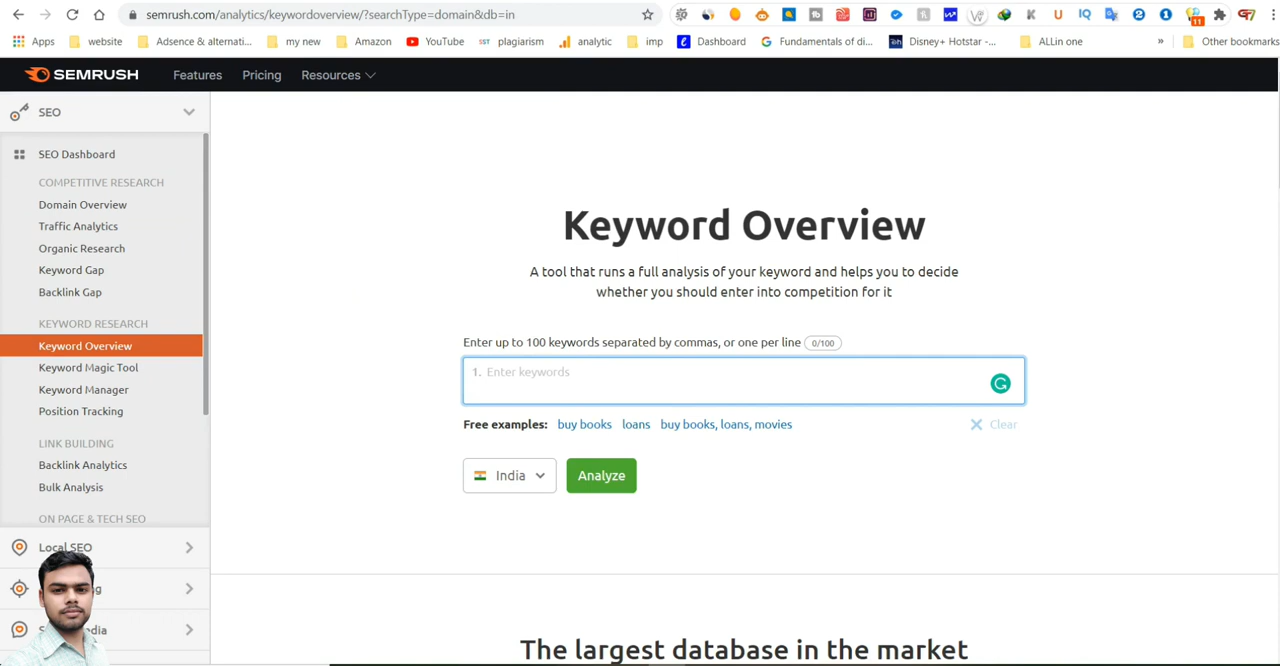 semrush.com/analytics/keywordoverview/?searchType=domain&db=in
Apps website Adsence & alternati... my new Amazon YouTube SST plagiarism analytic imp Dashboard Fundamentals of di... Disney+ Hotstar -... ALLin one » Other bookmarks
SEMRUSH Features Pricing Resources
SEO
SEO Dashboard
COMPETITIVE RESEARCH
Domain Overview
Traffic Analytics
Organic Research
Keyword Gap
Backlink Gap
KEYWORD RESEARCH
Keyword Overview
Keyword Magic Tool
Keyword Manager
Position Tracking
LINK BUILDING
Backlink Analytics
Bulk Analysis
ON PAGE & TECH SEO
Local SEO
Keyword Overview
A tool that runs a full analysis of your keyword and helps you to decide
whether you should enter into competition for it
Enter up to 100 keywords separated by commas, or one per line 0/100
1. Enter keywords
Free examples: buy books loans buy books, loans, movies Clear
India Analyze
The largest database in the market